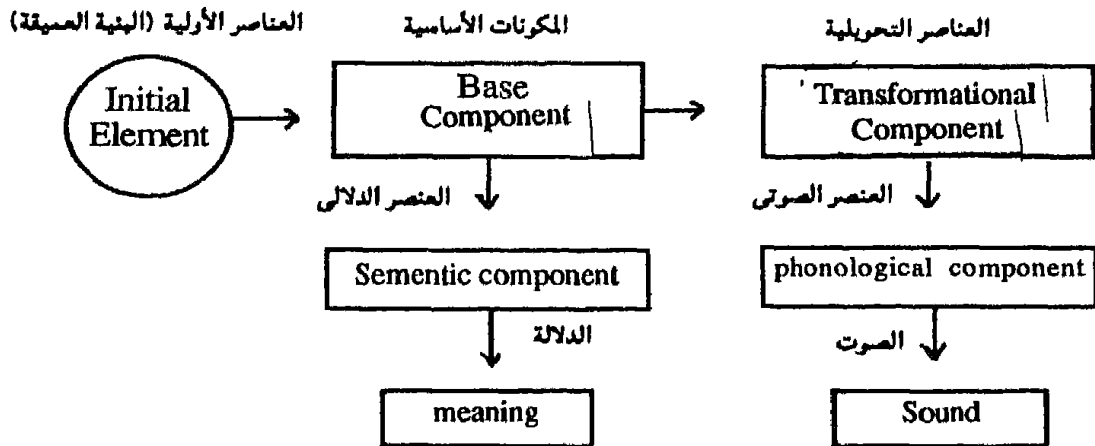 العناصر الأولية (البنية العميقة)
المكونات الأساسية
العناصر التحويلية
Initial
Element
Base
Component
Transformational
Component
العنصر الدلالى
العنصر الصوتى
Sementic component
phonological component
الدلالة
الصوت
meaning
Sound